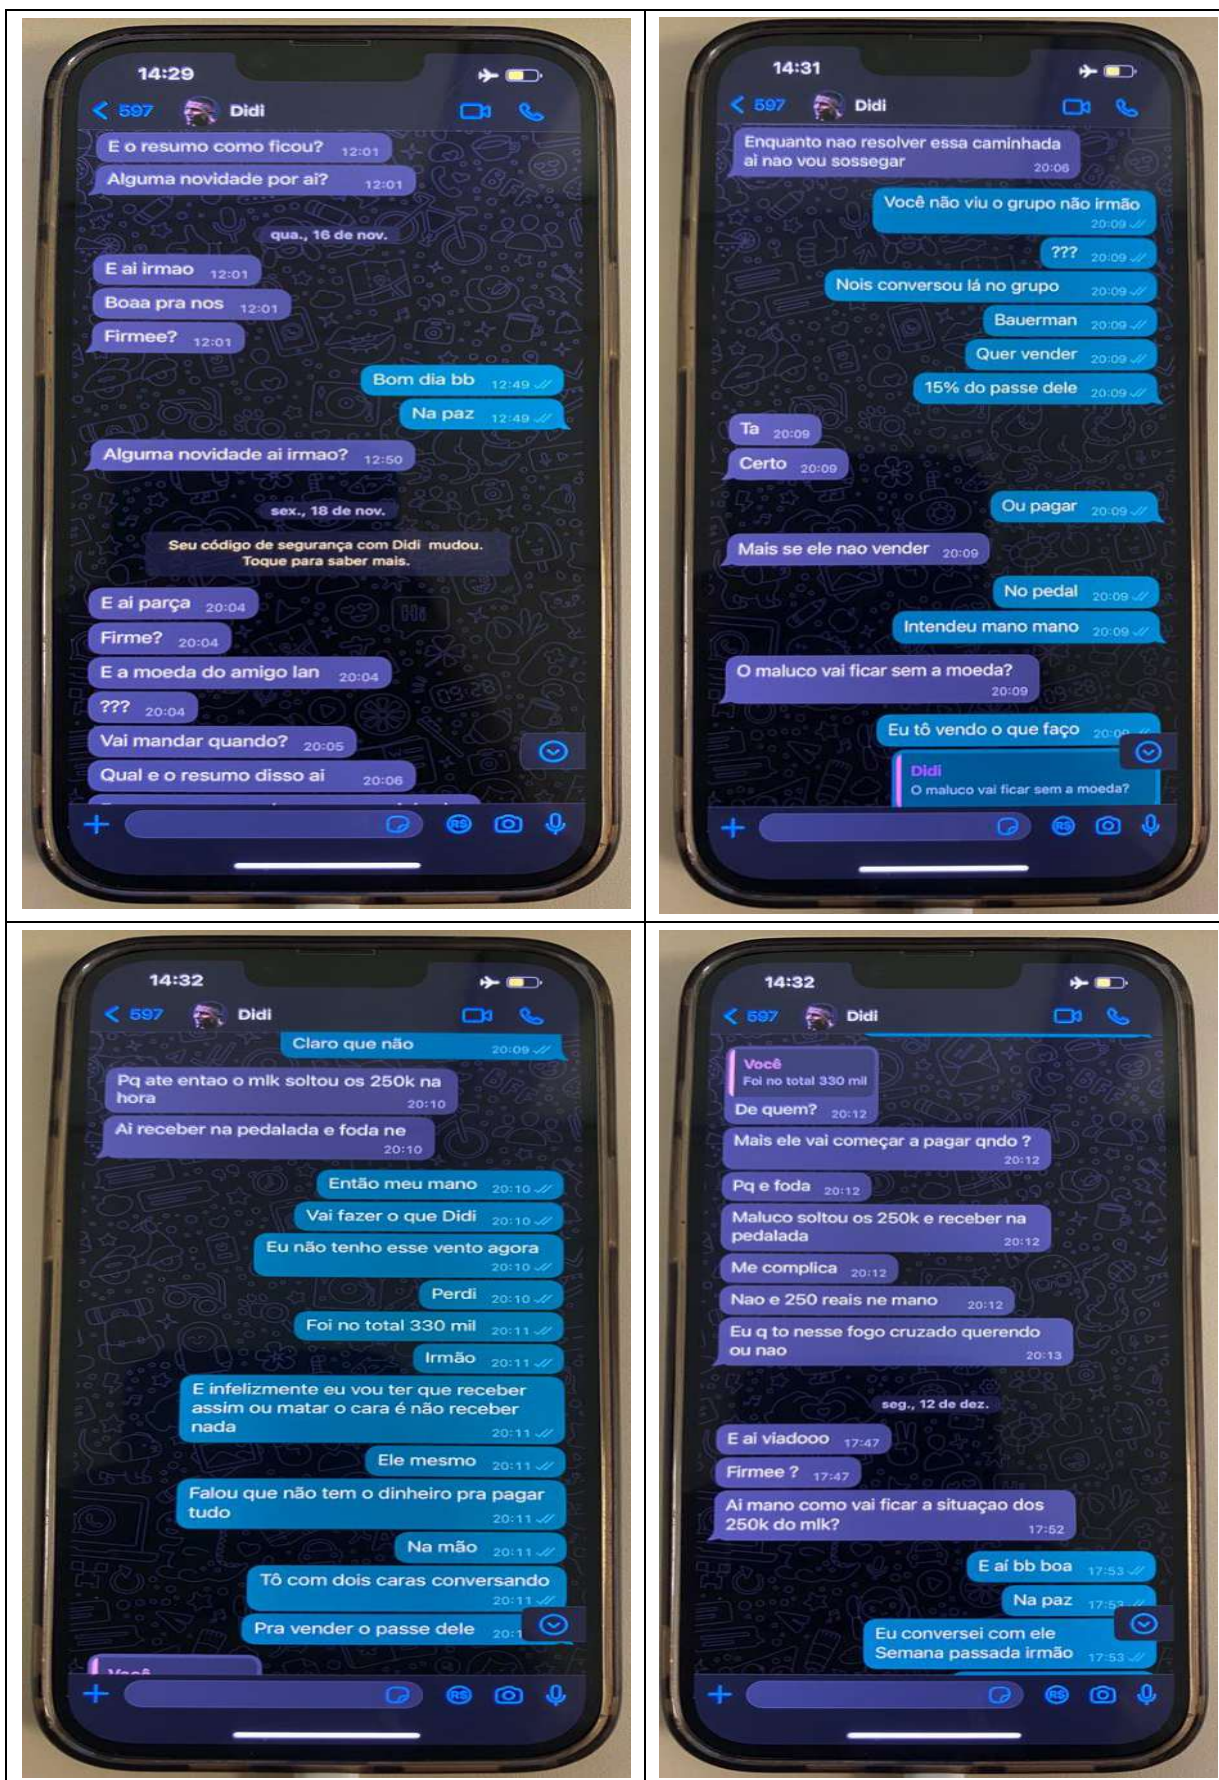 14:29
< 597 Didi
E o resumo como ficou? 12:01
Alguma novidade por ai? 12:01
qua., 16 de nov.
E ai irmao 12:01
Boaa pra nos 12:01
Firmee? 12:01
Bom dia bb 12:49
Na paz 12:49
Alguma novidade ai irmao? 12:50
sex., 18 de nov.
Seu código de segurança com Didi mudou.
Toque para saber mais.
E ai parça 20:04
Firme? 20:04
E a moeda do amigo lan 20:04
??? 20:04
Vai mandar quando? 20:05
Qual e o resumo disso ai 20:06
RS
14:31
< 597 Didi
Enquanto nao resolver essa caminhada
ai nao vou sossegar 20:06
Você não viu o grupo não irmão
20:09
??? 20:09
Nois conversou lá no grupo 20:09
Bauerman 20:09
Quer vender 20:09
15% do passe dele 20:09
Ta 20:09
Certo 20:09
Ou pagar 20:09
Mais se ele nao vender 20:09
No pedal 20:09
Intendeu mano mano 20:09
O maluco vai ficar sem a moeda?
20:09
Eu tô vendo o que faço 20:09
Didi
O maluco vai ficar sem a moeda?
RS
14:32
< 597 Didi
Claro que não 20:09
Pq ate entao o mlk soltou os 250k na
hora 20:10
Ai receber na pedalada e foda ne
20:10
Então meu mano 20:10
Vai fazer o que Didi 20:10
Eu não tenho esse vento agora
20:10
Perdi 20:10
Foi no total 330 mil 20:11
Irmão 20:11
E infelizmente eu vou ter que receber
assim ou matar o cara é não receber
nada 20:11
Ele mesmo 20:11
Falou que não tem o dinheiro pra pagar
tudo 20:11
Na mão 20:11
Tô com dois caras conversando
20:11
Pra vender o passe dele
Você
RS
14:32
< 597 Didi
Você
Foi no total 330 mil
De quem? 20:12
Mais ele vai começar a pagar qndo ?
20:12
Pq e foda 20:12
Maluco soltou os 250k e receber na
pedalada 20:12
Me complica 20:12
Nao e 250 reais ne mano 20:12
Eu q to nesse fogo cruzado querendo
ou nao 20:13
seg., 12 de dez.
E ai viadooo 17:47
Firmee ? 17:47
Ai mano como vai ficar a situaçao dos
250k do mlk? 17:52
E aí bb boa 17:53
Na paz 17:53
Eu conversei com ele
Semana passada irmão 17:53
RS